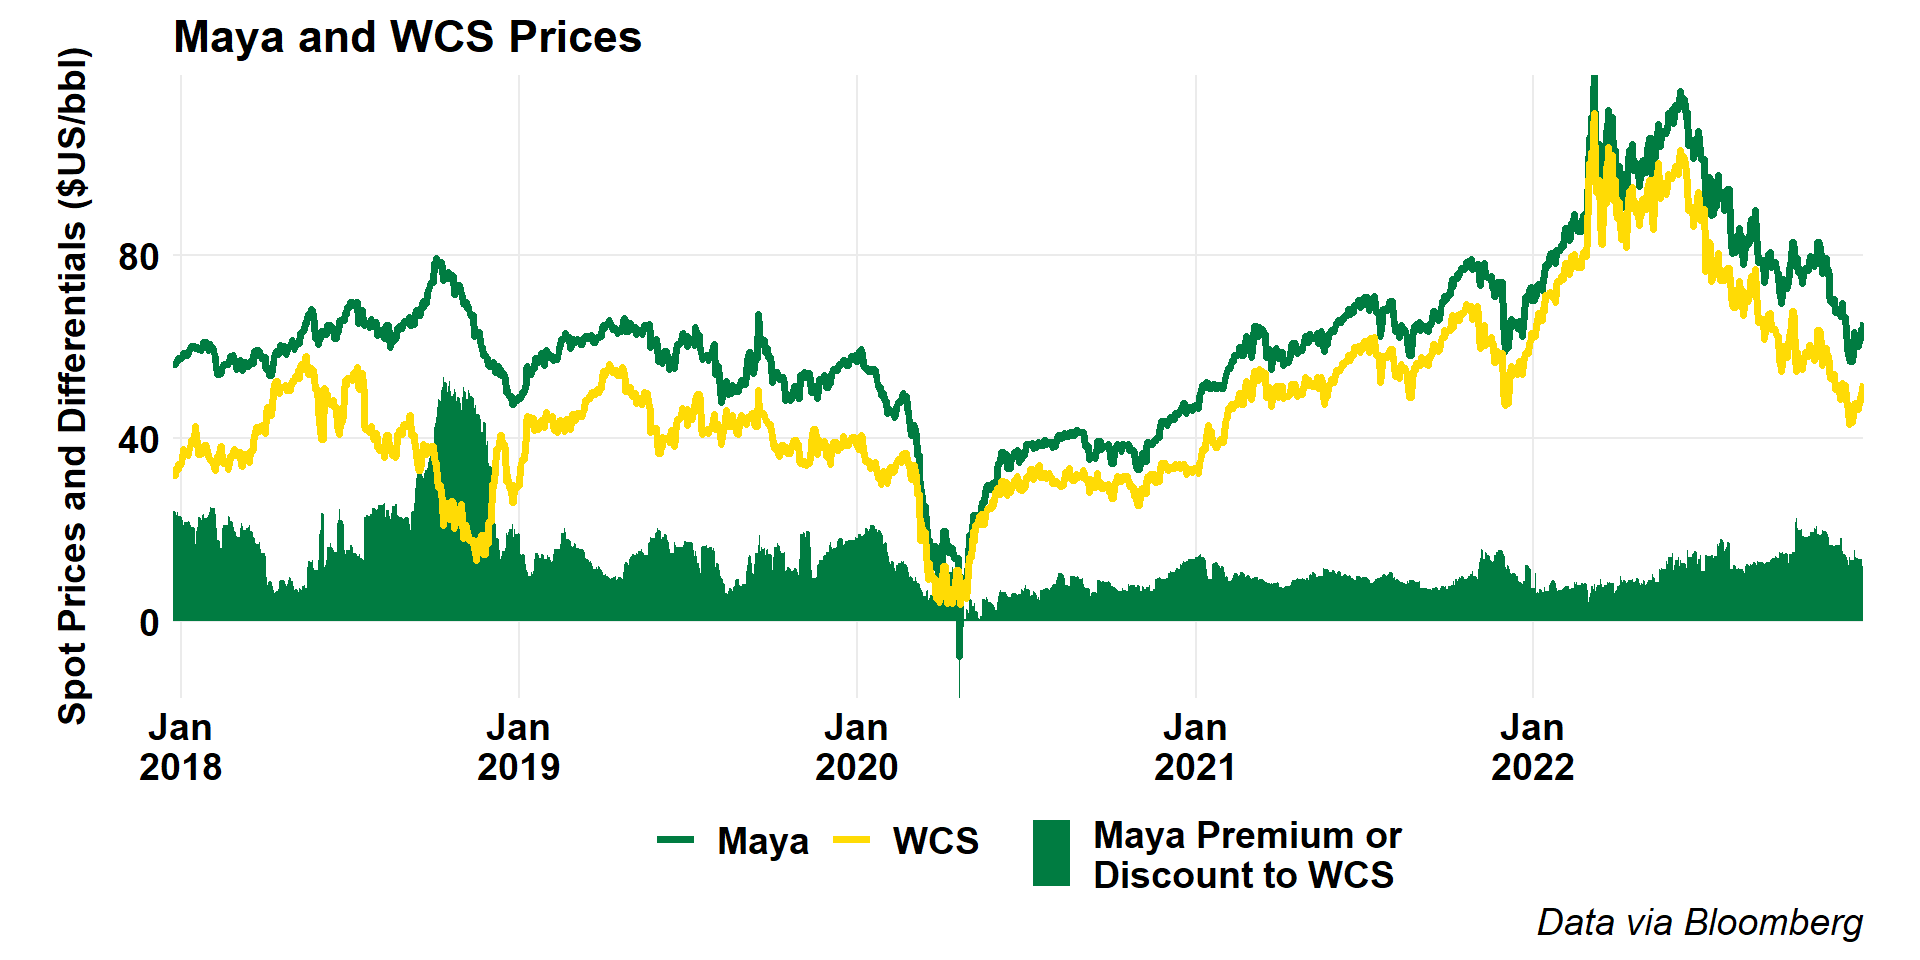 Maya and WCS Prices
Spot Prices and Differentials ($US/bbl)
80
40
0
Jan
2018
Jan
2019
Jan
2020
Jan
2021
Jan
2022
Maya
WCS
Maya Premium or
Discount to WCS
Data via Bloomberg